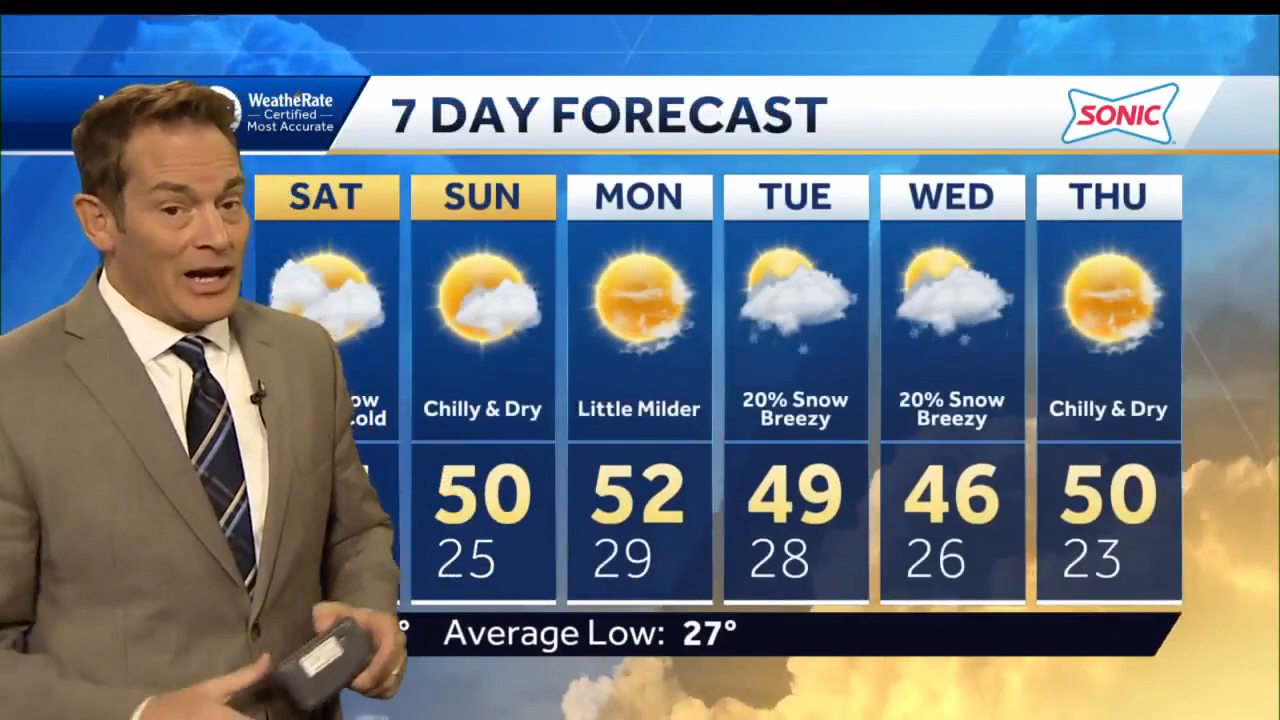 WeatheRate
Certified
Most Accurate
7 DAY FORECAST
SONIC
SAT
SUN
MON
TUE
WED
THU
Chilly & Dry
50
25
Little Milder
52
29
20% Snow
Breezy
49
28
20% Snow
Breezy
46
26
Chilly & Dry
50
23
Average Low: 27°